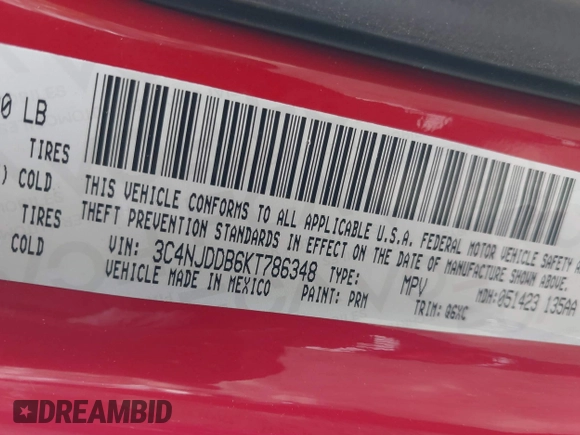 0 LB
TIRES
) COLD
TIRES
COLD
THIS VEHICLE CONFORMS TO ALL APPLICABLE U.S.A. FEDERAL MOTOR VEHICLE SAFETY A
THEFT PREVENTION STANDARDS IN EFFECT ON THE DATE OF MANUFACTURE SHOWN ABOVE.
VIN: 3C4NJDDB6KT786348 TYPE: MPV MDH: 051423 135AA
VEHICLE MADE IN MEXICO PAINT: PRM TRIM: Q6XC
DREAMBID